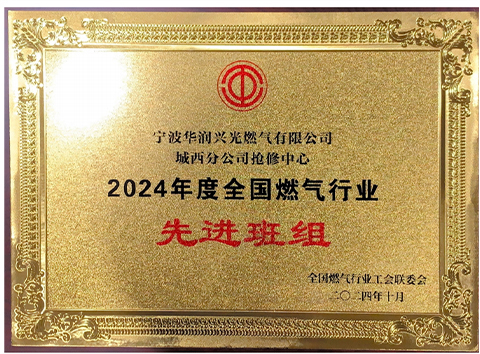 宁波华润兴光燃气有限公司
城西分公司抢修中心
2024年度全国燃气行业
先进班组
全国燃气行业工会联委会
二〇二四年十月